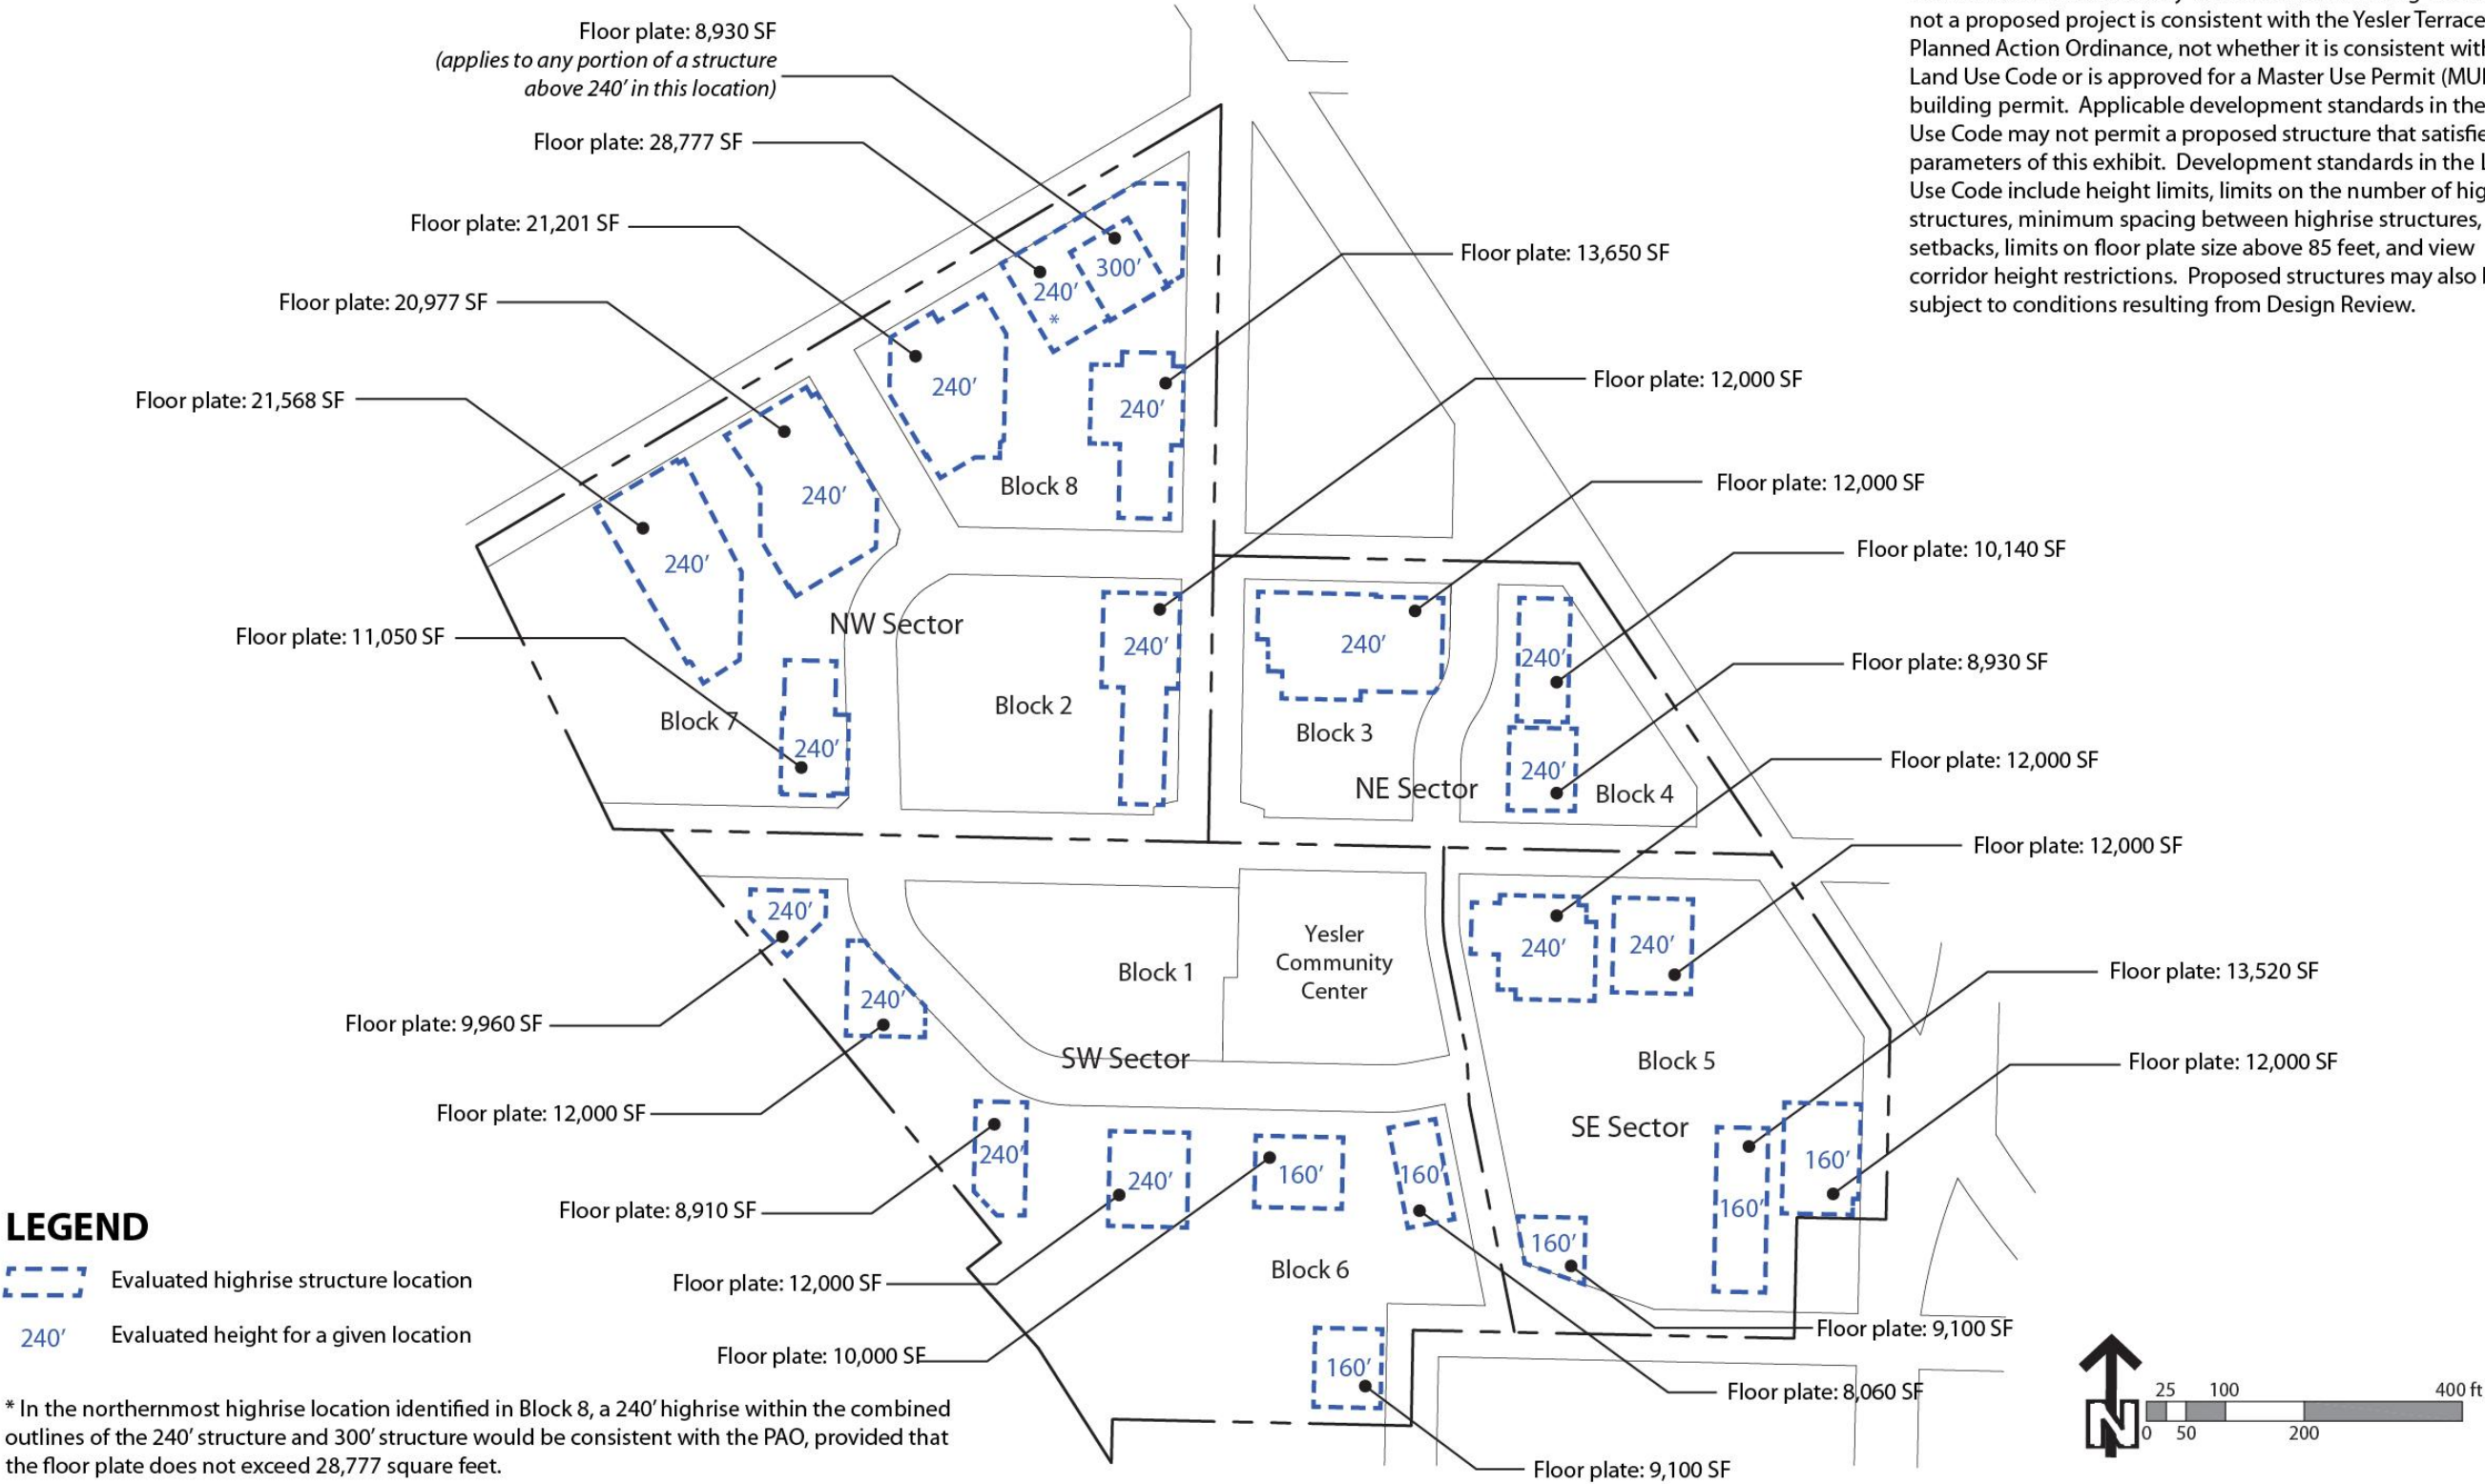 not a proposed project is consistent with the Yesler Terrace
Planned Action Ordinance, not whether it is consistent with
Land Use Code or is approved for a Master Use Permit (MUP
building permit. Applicable development standards in the
Use Code may not permit a proposed structure that satisfie
parameters of this exhibit. Development standards in the L
Use Code include height limits, limits on the number of hig
structures, minimum spacing between highrise structures,
setbacks, limits on floor plate size above 85 feet, and view
corridor height restrictions. Proposed structures may also
subject to conditions resulting from Design Review.
Floor plate: 8,930 SF
(applies to any portion of a structure
above 240' in this location)
Floor plate: 28,777 SF
Floor plate: 21,201 SF
Floor plate: 20,977 SF
Floor plate: 21,568 SF
Floor plate: 11,050 SF
Floor plate: 13,650 SF
Floor plate: 12,000 SF
Floor plate: 12,000 SF
Floor plate: 10,140 SF
Floor plate: 8,930 SF
Floor plate: 12,000 SF
Floor plate: 12,000 SF
Floor plate: 13,520 SF
Floor plate: 12,000 SF
300'
240'
*
240'
240'
240'
240'
Block 8
NW Sector
Block 7
240'
Block 2
240'
240'
Block 3
NE Sector
240'
240'
Block 4
240'
240'
Block 1
Yesler
Community
Center
SW Sector
240'
240'
Block 5
SE Sector
240'
240'
160'
160'
160'
160'
160'
Block 6
160'
Floor plate: 9,960 SF
Floor plate: 12,000 SF
Floor plate: 8,910 SF
Floor plate: 12,000 SF
Floor plate: 10,000 SF
Floor plate: 9,100 SF
Floor plate: 8,060 SF
Floor plate: 9,100 SF
LEGEND
Evaluated highrise structure location
240' Evaluated height for a given location
* In the northernmost highrise location identified in Block 8, a 240' highrise within the combined
outlines of the 240' structure and 300' structure would be consistent with the PAO, provided that
the floor plate does not exceed 28,777 square feet.
N
25 100 400 ft
0 50 200